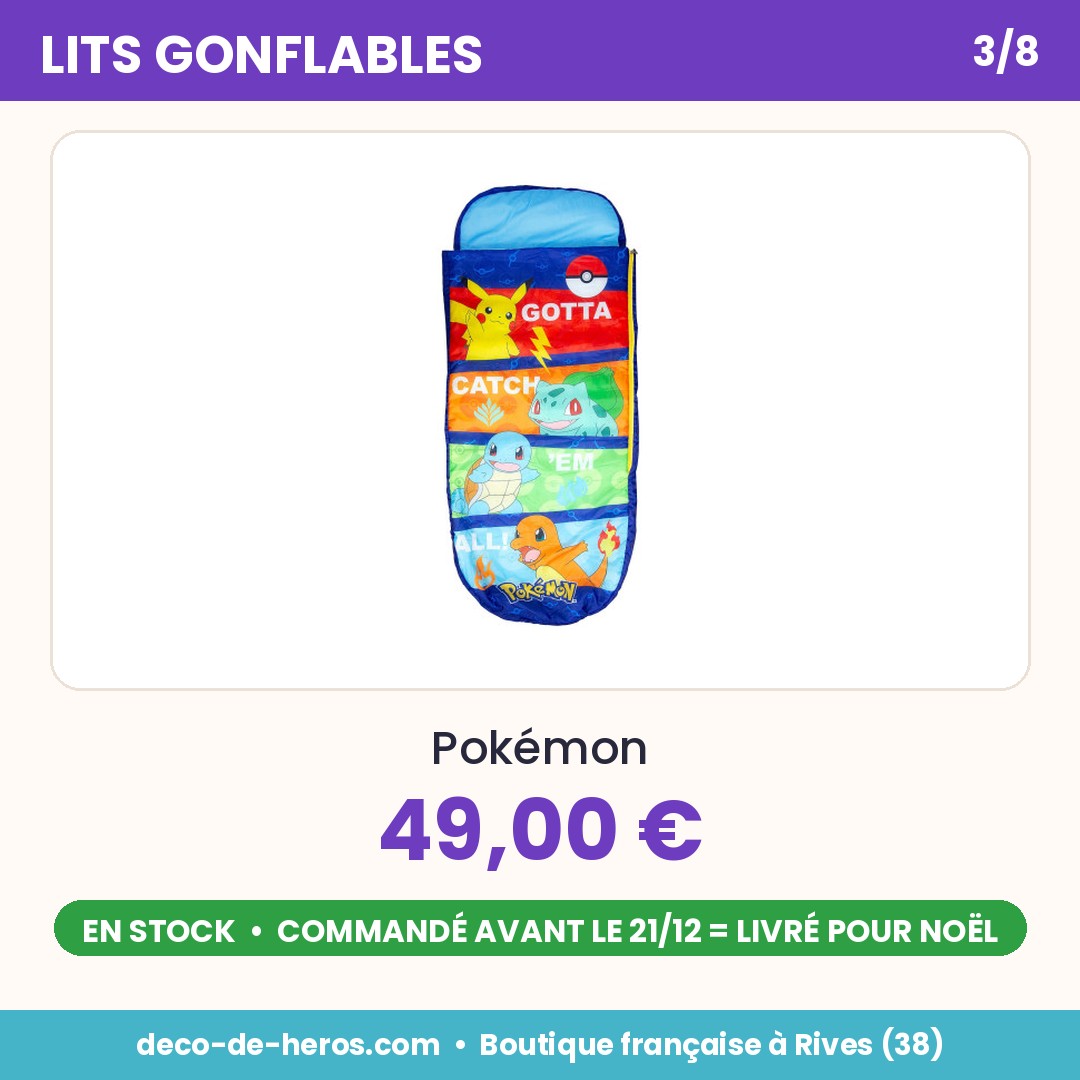 LITS GONFLABLES
3/8
GOTTA
CATCH
'EM
ALL!
POKéMON
Pokémon
49,00 €
EN STOCK • COMMANDÉ AVANT LE 21/12 = LIVRÉ POUR NOËL
deco-de-heros.com • Boutique française à Rives (38)